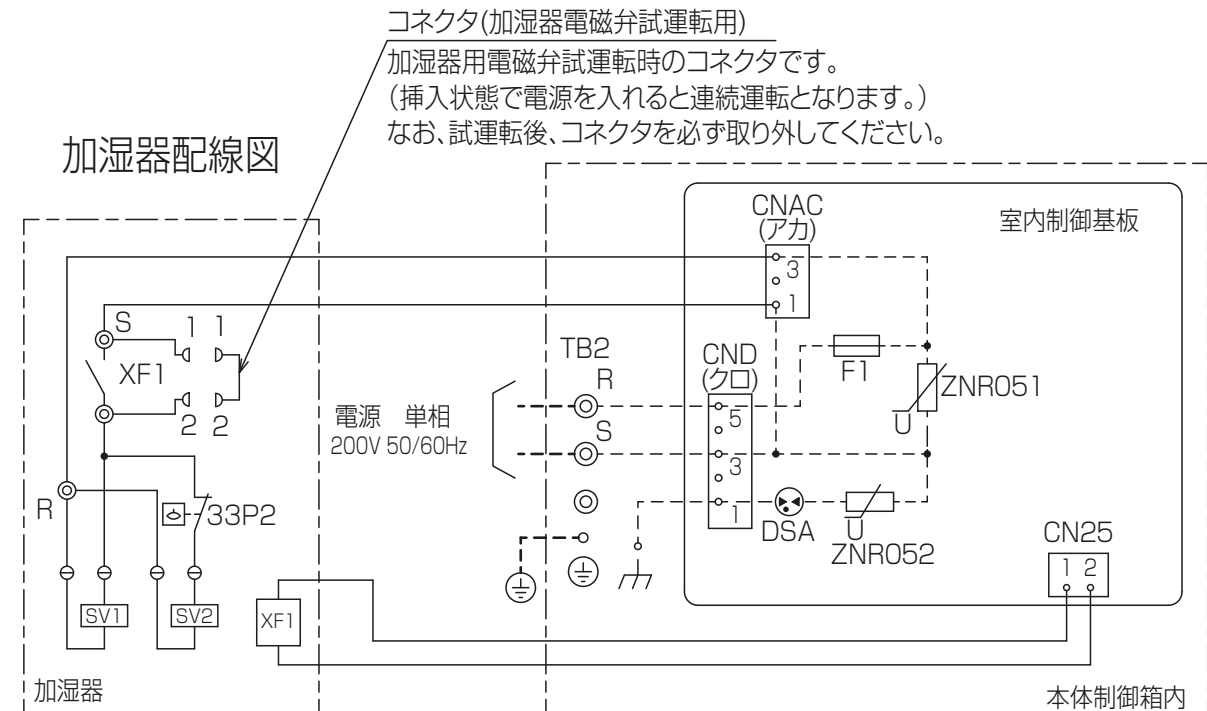 コネクタ(加湿器電磁弁試運転用)
加湿器用電磁弁試運転時のコネクタです。
(挿入状態で電源を入れると連続運転となります。)
なお、試運転後、コネクタを必ず取り外してください。
加湿器配線図
CNAC
(アカ)
3
1
室内制御基板
S
1 1
XF1
2 2
TB2
R
S
CND
(クロ)
5
3
1
F1
ZNR051
U
電源 単相
200V 50/60Hz
R
33P2
DSA
U
ZNR052
CN25
1 2
SV1
SV2
XF1
加湿器
本体制御箱内